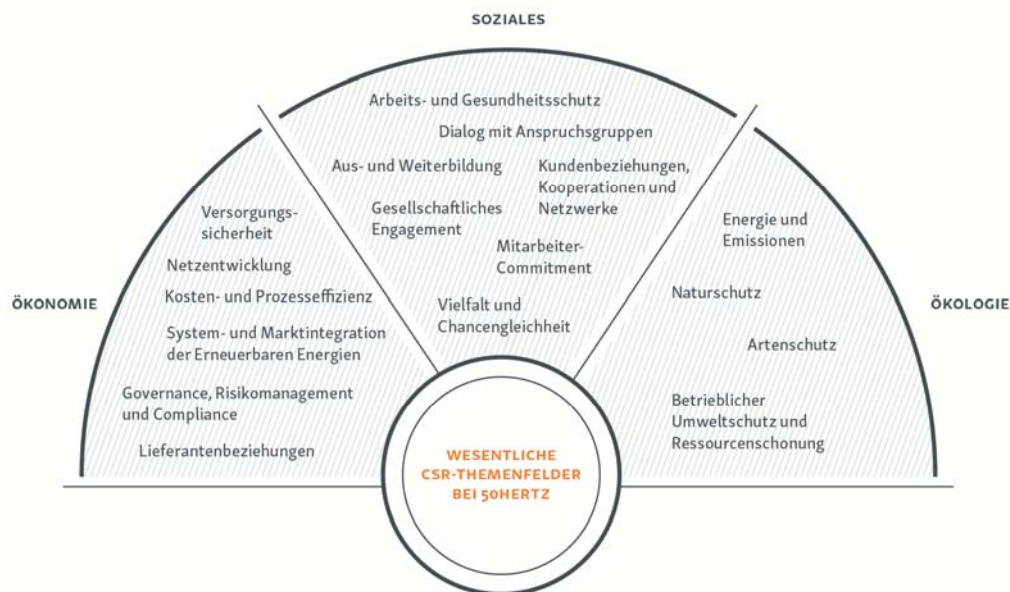 SOZIALES
Arbeits- und Gesundheitsschutz
Dialog mit Anspruchsgruppen
Aus- und Weiterbildung
Kundenbeziehungen,
Kooperationen und
Netzwerke
Gesellschaftliches
Engagement
Mitarbeiter-
Commitment
Vielfalt und
Chancengleichheit
ÖKONOMIE
Versorgungs-
sicherheit
Netzentwicklung
Kosten- und Prozesseffizienz
System- und Marktintegration
der Erneuerbaren Energien
Governance, Risikomanagement
und Compliance
Lieferantenbeziehungen
ÖKOLOGIE
Energie und
Emissionen
Naturschutz
Artenschutz
Betrieblicher
Umweltschutz und
Ressourcenschonung
WESENTLICHE
CSR-THEMENFELDER
BEI 50HERTZ